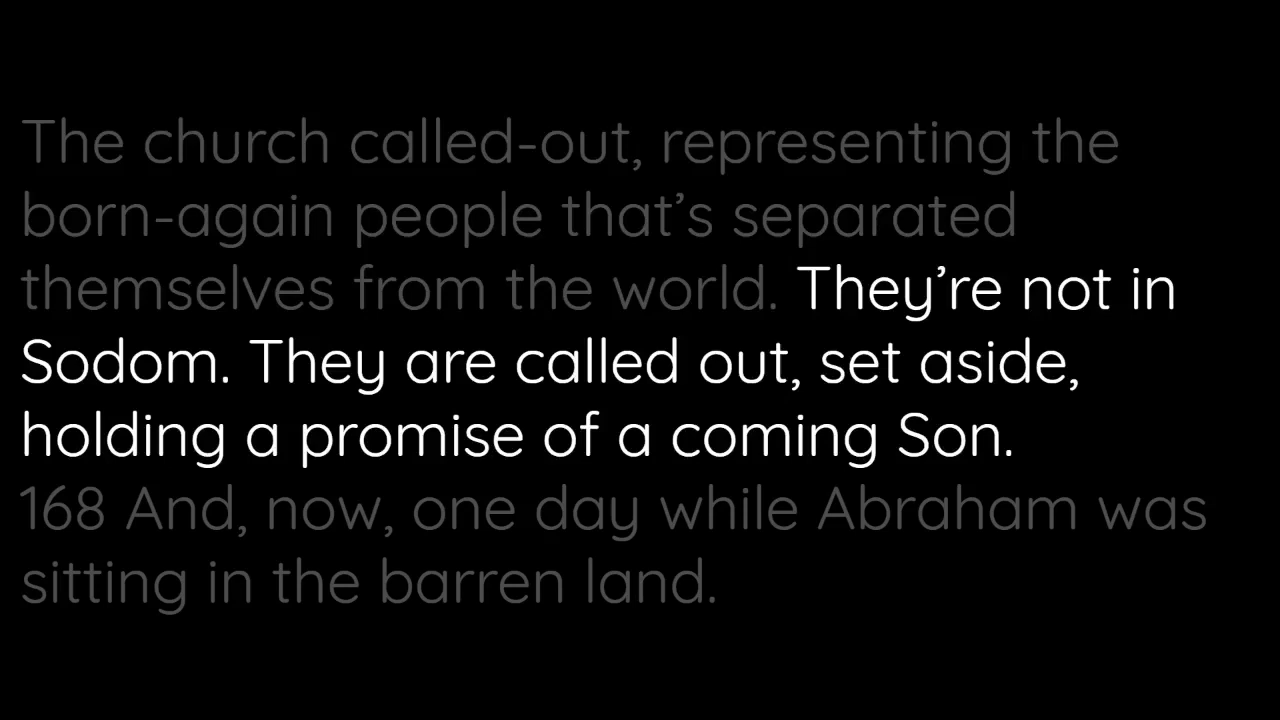 The church called-out, representing the
born-again people that’s separated
themselves from the world. They’re not in
Sodom. They are called out, set aside,
holding a promise of a coming Son.
168 And, now, one day while Abraham was
sitting in the barren land.